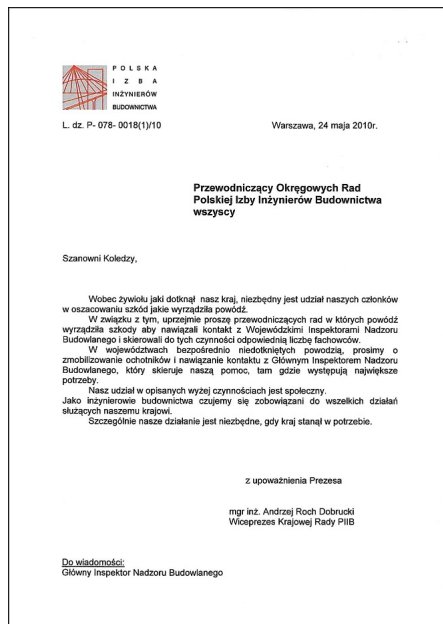 POLSKA
IZBA
INŻYNIERÓW
BUDOWNICTWA
L. dz. P- 078- 0018(1)/10
Warszawa, 24 maja 2010r.
Przewodniczący Okręgowych Rad
Polskiej Izby Inżynierów Budownictwa
wszyscy
Szanowni Koledzy,
Wobec żywiołu jaki dotknął nasz kraj, niezbędny jest udział naszych członków
w oszacowaniu szkód jakie wyrządziła powódź.
W związku z tym, uprzejmie proszę przewodniczących rad w których powódź
wyrządziła szkody aby nawiązali kontakt z Wojewódzkimi Inspektorami Nadzoru
Budowlanego i skierowali do tych czynności odpowiednią liczbę fachowców.
W województwach bezpośrednio niedotkniętych powodzią, prosimy o
zmobilizowanie ochotników i nawiązanie kontaktu z Głównym Inspektorem Nadzoru
Budowlanego, który skieruje naszą pomoc, tam gdzie występują największe
potrzeby.
Nasz udział w opisanych wyżej czynnościach jest społeczny.
Jako inżynierowie budownictwa czujemy się zobowiązani do wszelkich działań
służących naszemu krajowi.
Szczególnie nasze działanie jest niezbędne, gdy kraj stanął w potrzebie.
z upoważnienia Prezesa
mgr inż. Andrzej Roch Dobrucki
Wiceprezes Krajowej Rady PIIB
Do wiadomości:
Główny Inspektor Nadzoru Budowlanego